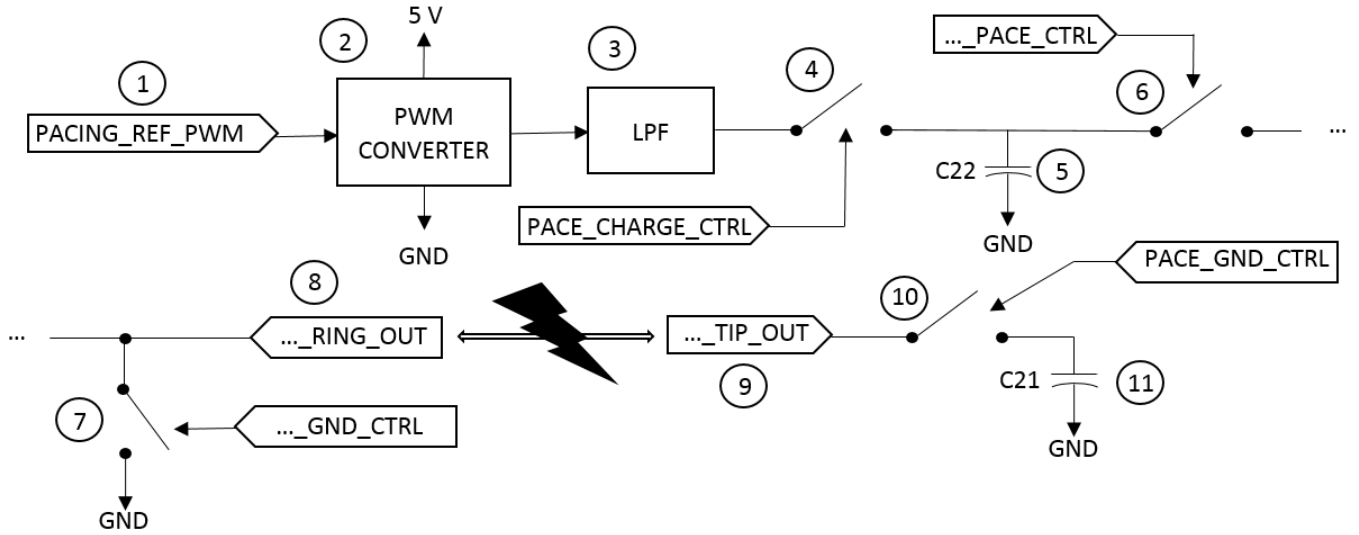 5 V
..._PACE_CTRL
1
2
3
4
6
PACING_REF_PWM
PWM
CONVERTER
LPF
...
C22
5
PACE_CHARGE_CTRL
GND
GND
PACE_GND_CTRL
8
10
...
..._RING_OUT
..._TIP_OUT
9
C21
11
7
..._GND_CTRL
GND
GND